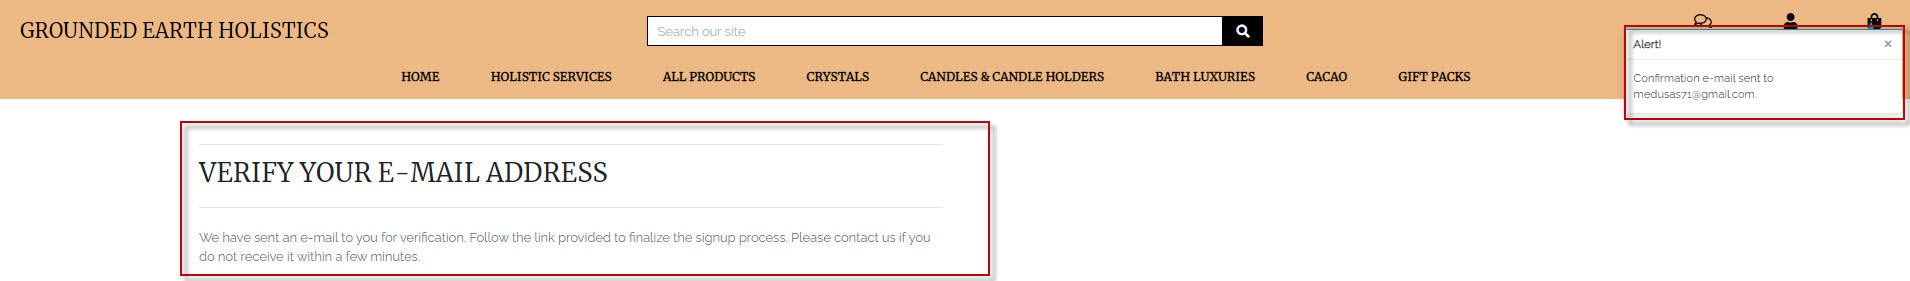 GROUNDED EARTH HOLISTICS
Search our site
HOME HOLISTIC SERVICES ALL PRODUCTS CRYSTALS CANDLES & CANDLE HOLDERS BATH LUXURIES CACAO GIFT PACKS
Alert! ×
Confirmation e-mail sent to
medusas71@gmail.com.
VERIFY YOUR E-MAIL ADDRESS
We have sent an e-mail to you for verification. Follow the link provided to finalize the signup process. Please contact us if you
do not receive it within a few minutes.